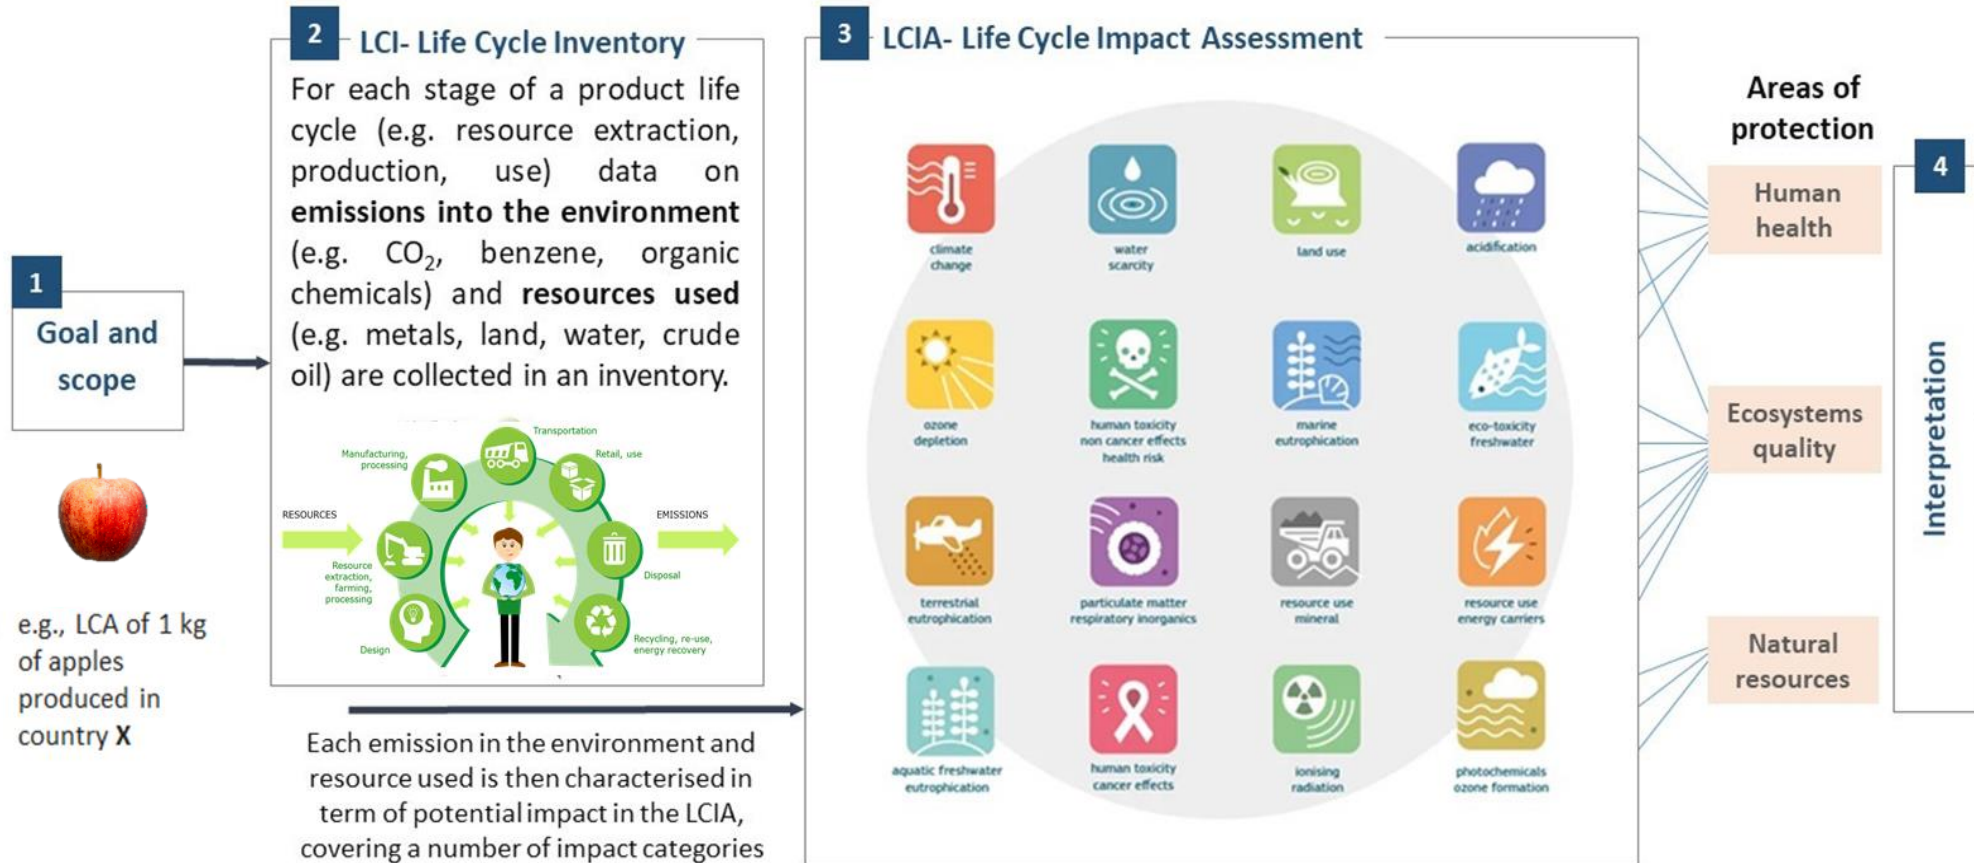 1
Goal and
scope
e.g., LCA of 1 kg
of apples
produced in
country X
2
LCI- Life Cycle Inventory
For each stage of a product life
cycle (e.g. resource extraction,
production, use) data on
emissions into the environment
(e.g. CO₂, benzene, organic
chemicals) and resources used
(e.g. metals, land, water, crude
oil) are collected in an inventory.
Transportation
Manufacturing,
processing
Retail, use
RESOURCES
EMISSIONS
Resource
extraction,
farming,
processing
Disposal
Design
Recycling, re-use,
energy recovery
Each emission in the environment and
resource used is then characterised in
term of potential impact in the LCIA,
covering a number of impact categories
3
LCIA- Life Cycle Impact Assessment
climate
change
water
scarcity
land use
acidification
ozone
depletion
human toxicity
non cancer effects
health risk
marine
eutrophication
eco-toxicity
freshwater
terrestrial
eutrophication
particulate matter
respiratory inorganics
resource use
mineral
resource use
energy carriers
aquatic freshwater
eutrophication
human toxicity
cancer effects
ionising
radiation
photochemicals
ozone formation
Areas of
protection
Human
health
Ecosystems
quality
Natural
resources
4
Interpretation